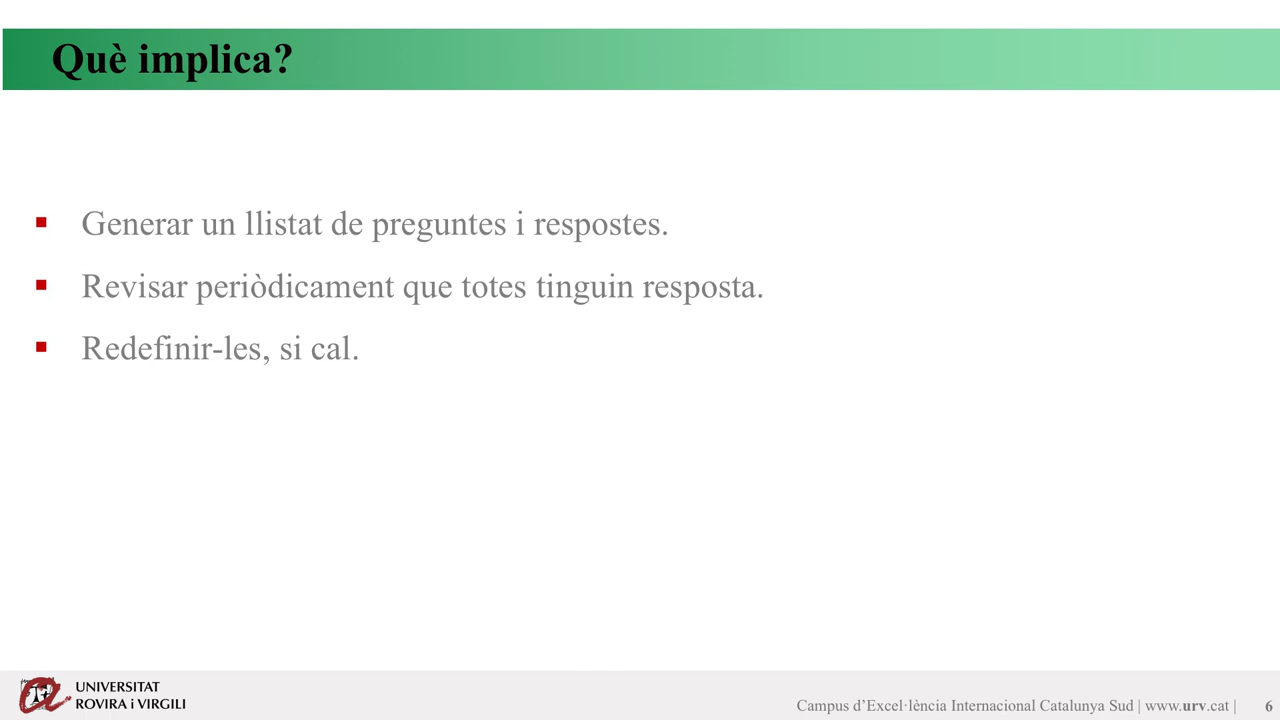 Què implica?
Generar un llistat de preguntes i respostes.
Revisar periòdicament que totes tinguin resposta.
Redefinir-les, si cal.
UNIVERSITAT
ROVIRA i VIRGILI
Campus d’Excel·lència Internacional Catalunya Sud | www.urv.cat | 6